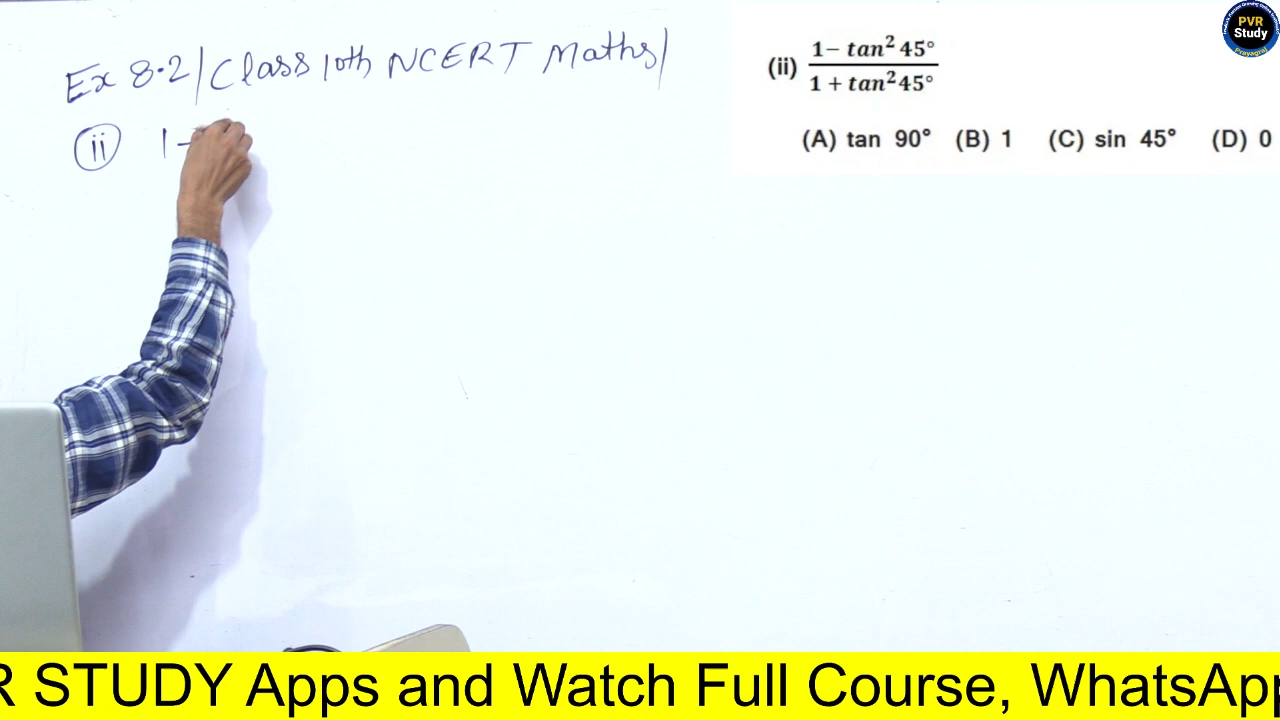 Ex 8.2/Class 10th NCERT Maths/
(ii) 1-
(ii) 1− tan² 45° / 1 + tan² 45°
(A) tan 90° (B) 1 (C) sin 45° (D) 0
PVR
Study
Prayagraj
R STUDY Apps and Watch Full Course, WhatsApp